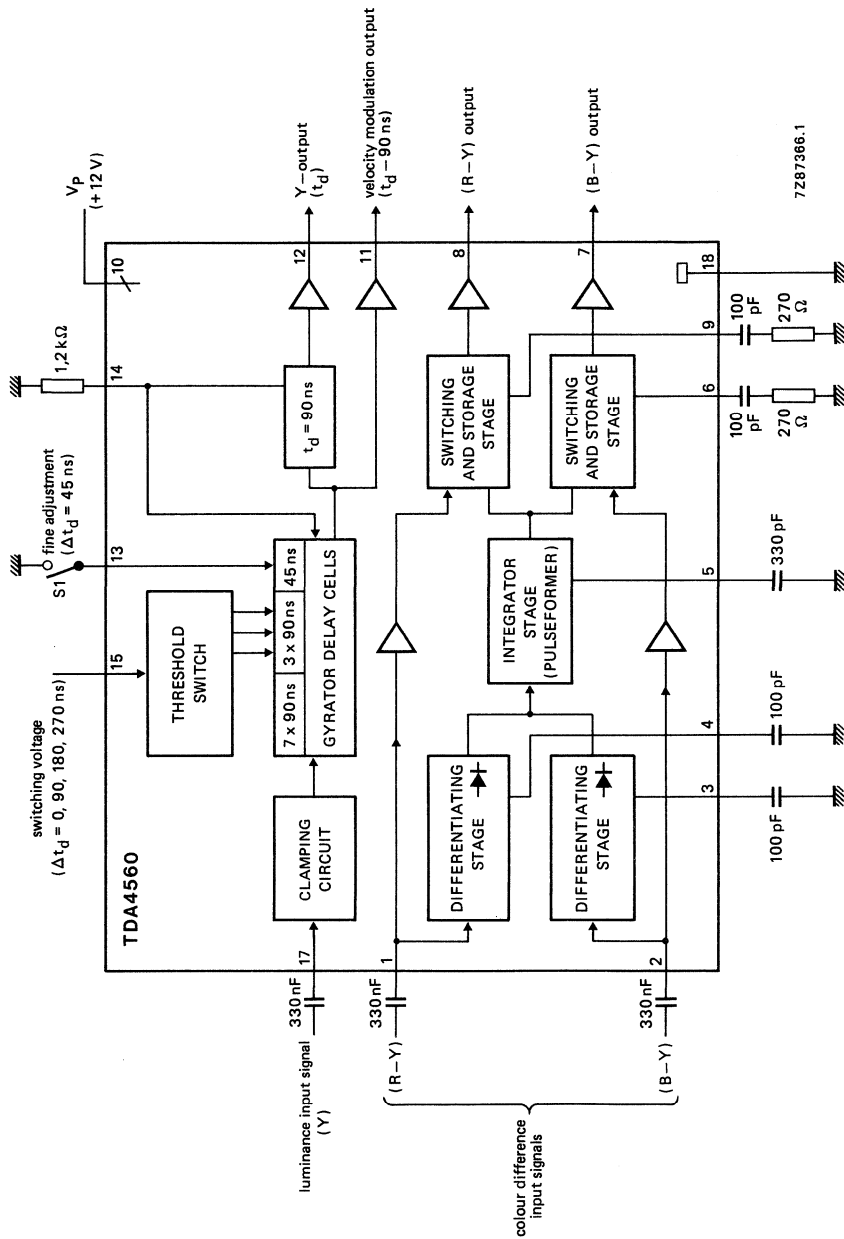 TDA4560
switching voltage
(Δtd = 0, 90, 180, 270 ns)
15
THRESHOLD
SWITCH
S1
fine adjustment
(Δtd = 45 ns)
13
1,2 kΩ
14
VP
(+12 V)
10
luminance input signal
(Y)
330 nF
17
CLAMPING
CIRCUIT
7 x 90 ns
3 x 90 ns
45 ns
GYRATOR DELAY CELLS
td = 90 ns
12
Y–output
(td)
11
velocity modulation output
(td – 90 ns)
colour difference
input signals
(R–Y)
330 nF
1
DIFFERENTIATING
STAGE
INTEGRATOR
STAGE
(PULSEFORMER)
SWITCHING
AND STORAGE
STAGE
8
(R–Y) output
(B–Y)
330 nF
2
DIFFERENTIATING
STAGE
SWITCHING
AND STORAGE
STAGE
7
(B–Y) output
3
100 pF
4
100 pF
5
330 pF
6
100
pF
270
Ω
9
100
pF
270
Ω
18
7Z87366.1